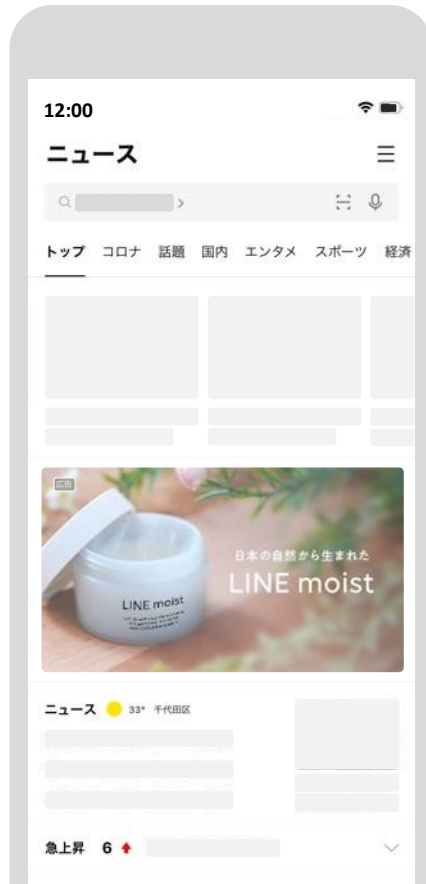 12:00
ニュース
トップ コロナ 話題 国内 エンタメ スポーツ 経済
広告
日本の自然から生まれた
LINE moist
LINE moist
ニュース 33° 千代田区
急上昇 6